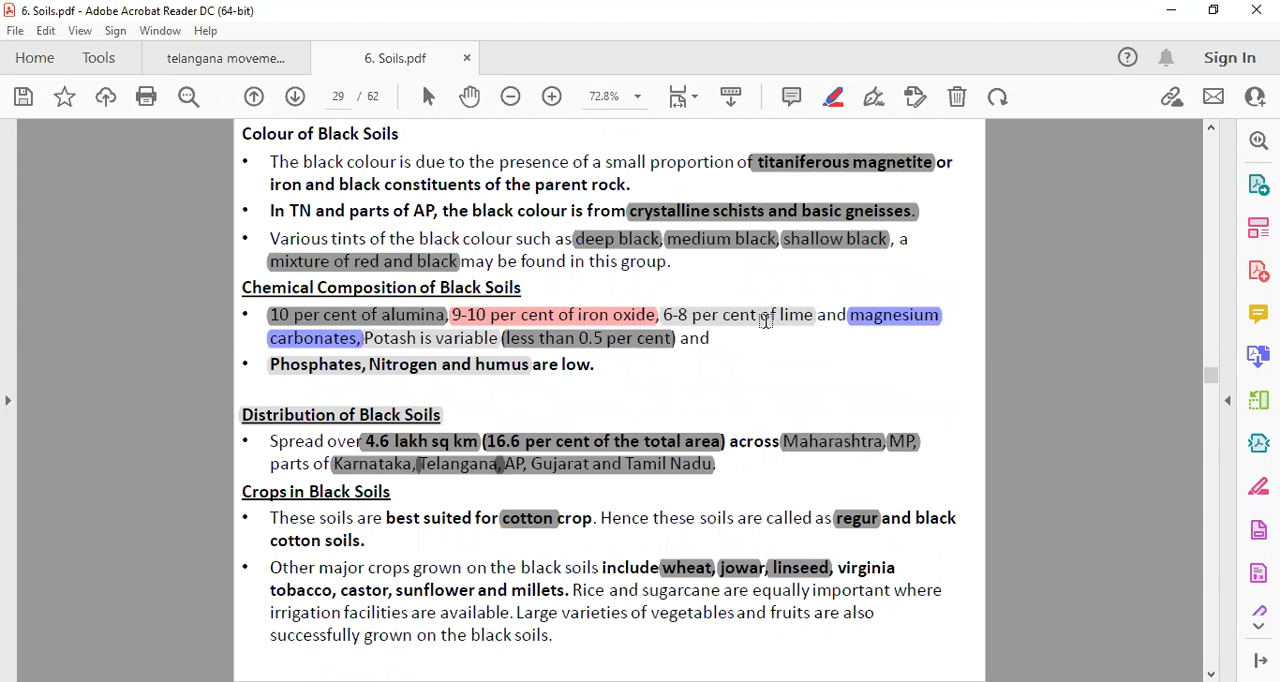 6. Soils.pdf - Adobe Acrobat Reader DC (64-bit)
File Edit View Sign Window Help
Home Tools telangana moveme... 6. Soils.pdf × Sign In
29 / 62 72.8%
Colour of Black Soils
• The black colour is due to the presence of a small proportion of titaniferous magnetite or
iron and black constituents of the parent rock.
• In TN and parts of AP, the black colour is from crystalline schists and basic gneisses.
• Various tints of the black colour such as deep black, medium black, shallow black, a
mixture of red and black may be found in this group.
Chemical Composition of Black Soils
• 10 per cent of alumina, 9-10 per cent of iron oxide, 6-8 per cent of lime and magnesium
carbonates, Potash is variable (less than 0.5 per cent) and
• Phosphates, Nitrogen and humus are low.
Distribution of Black Soils
• Spread over 4.6 lakh sq km (16.6 per cent of the total area) across Maharashtra, MP,
parts of Karnataka, Telangana, AP, Gujarat and Tamil Nadu.
Crops in Black Soils
• These soils are best suited for cotton crop. Hence these soils are called as regur and black
cotton soils.
• Other major crops grown on the black soils include wheat, jowar, linseed, virginia
tobacco, castor, sunflower and millets. Rice and sugarcane are equally important where
irrigation facilities are available. Large varieties of vegetables and fruits are also
successfully grown on the black soils.